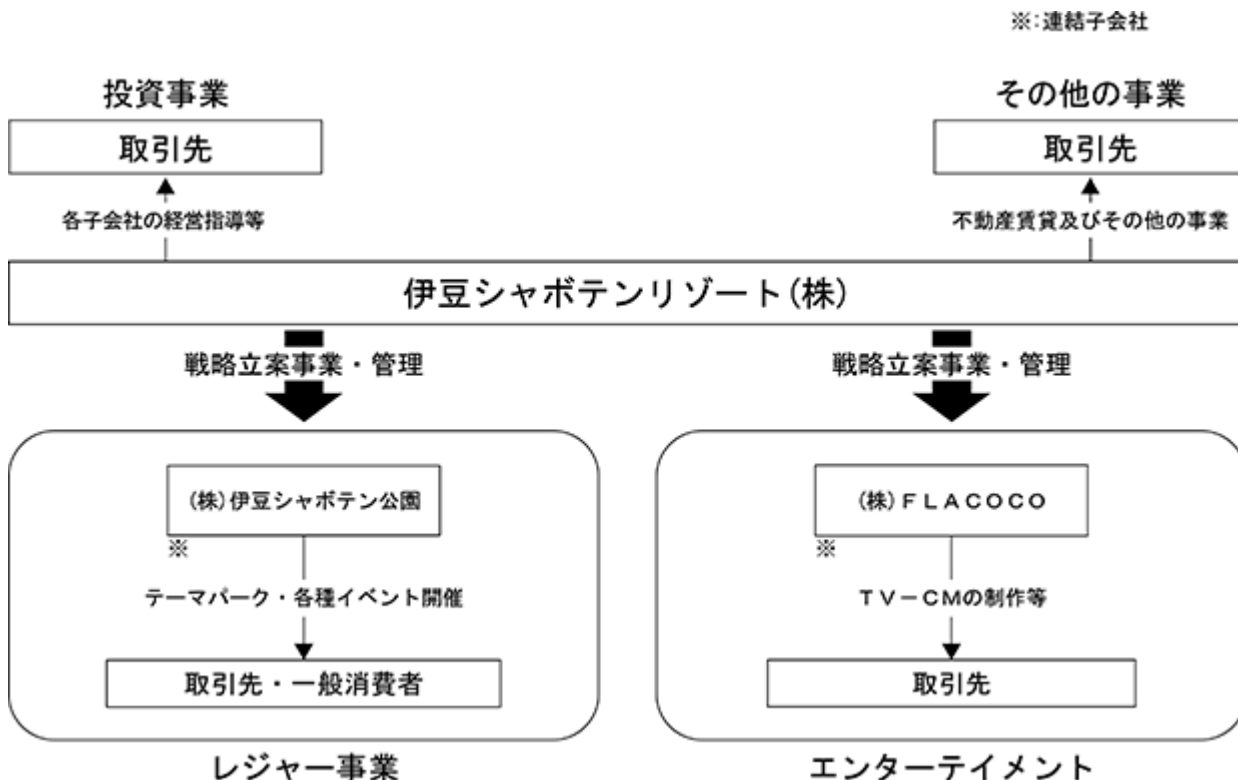 ※:連結子会社
投資事業
その他の事業
取引先
取引先
各子会社の経営指導等
不動産賃貸及びその他の事業
伊豆シャボテンリゾート(株)
戦略立案事業・管理
戦略立案事業・管理
(株)伊豆シャボテン公園
(株)ＦＬＡＣＯＣＯ
※
※
テーマパーク・各種イベント開催
ＴＶ－ＣＭの制作等
取引先・一般消費者
取引先
レジャー事業
エンターテイメント